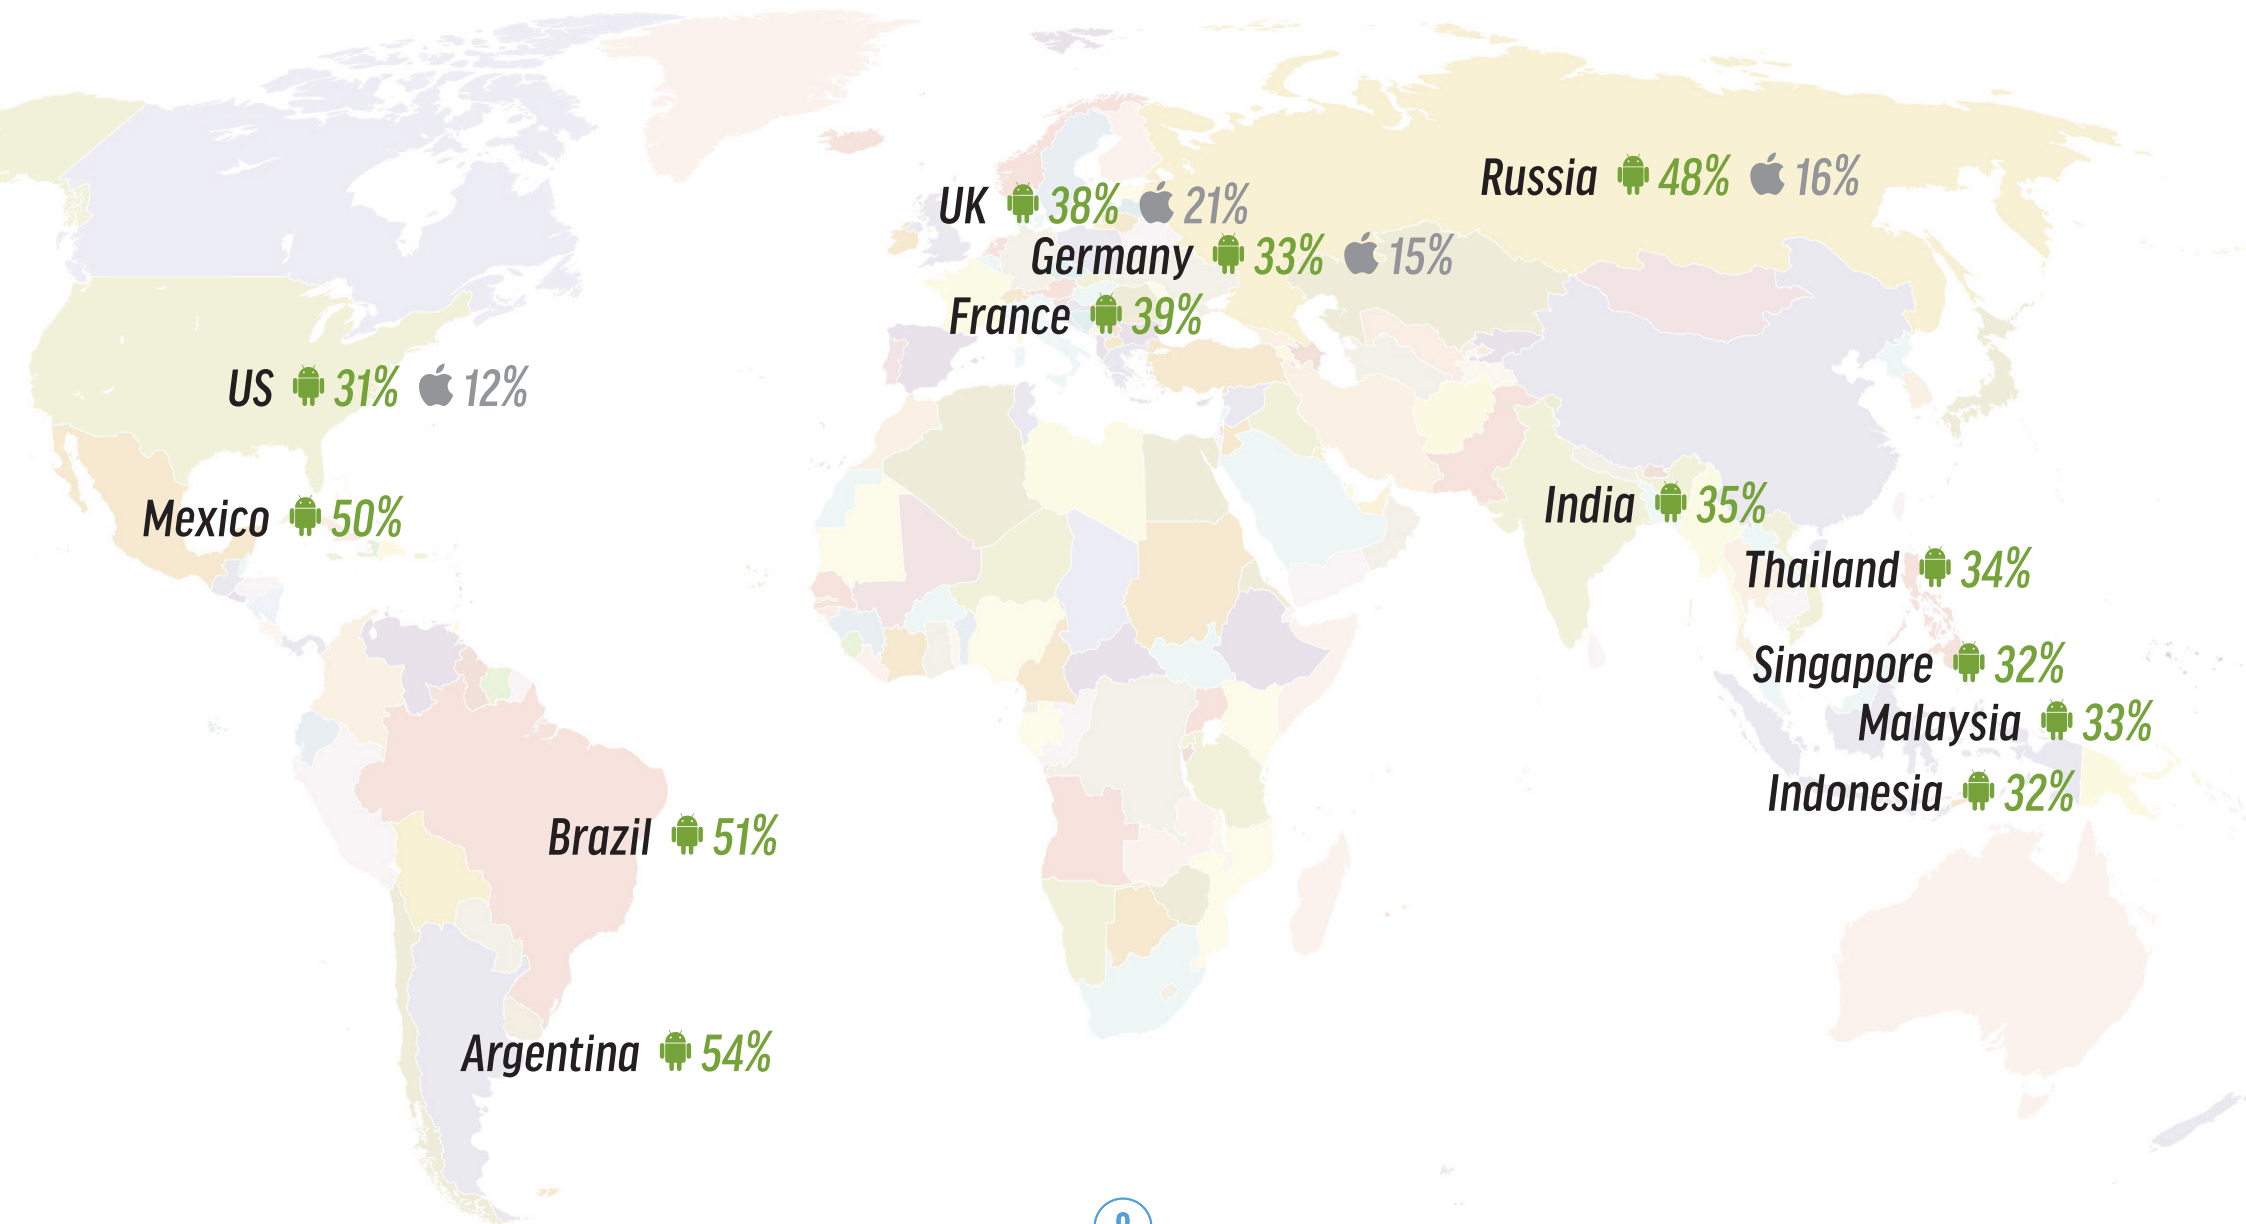 Russia 48% 16%
UK 38% 21%
Germany 33% 15%
France 39%
US 31% 12%
Mexico 50%
India 35%
Thailand 34%
Singapore 32%
Malaysia 33%
Indonesia 32%
Brazil 51%
Argentina 54%